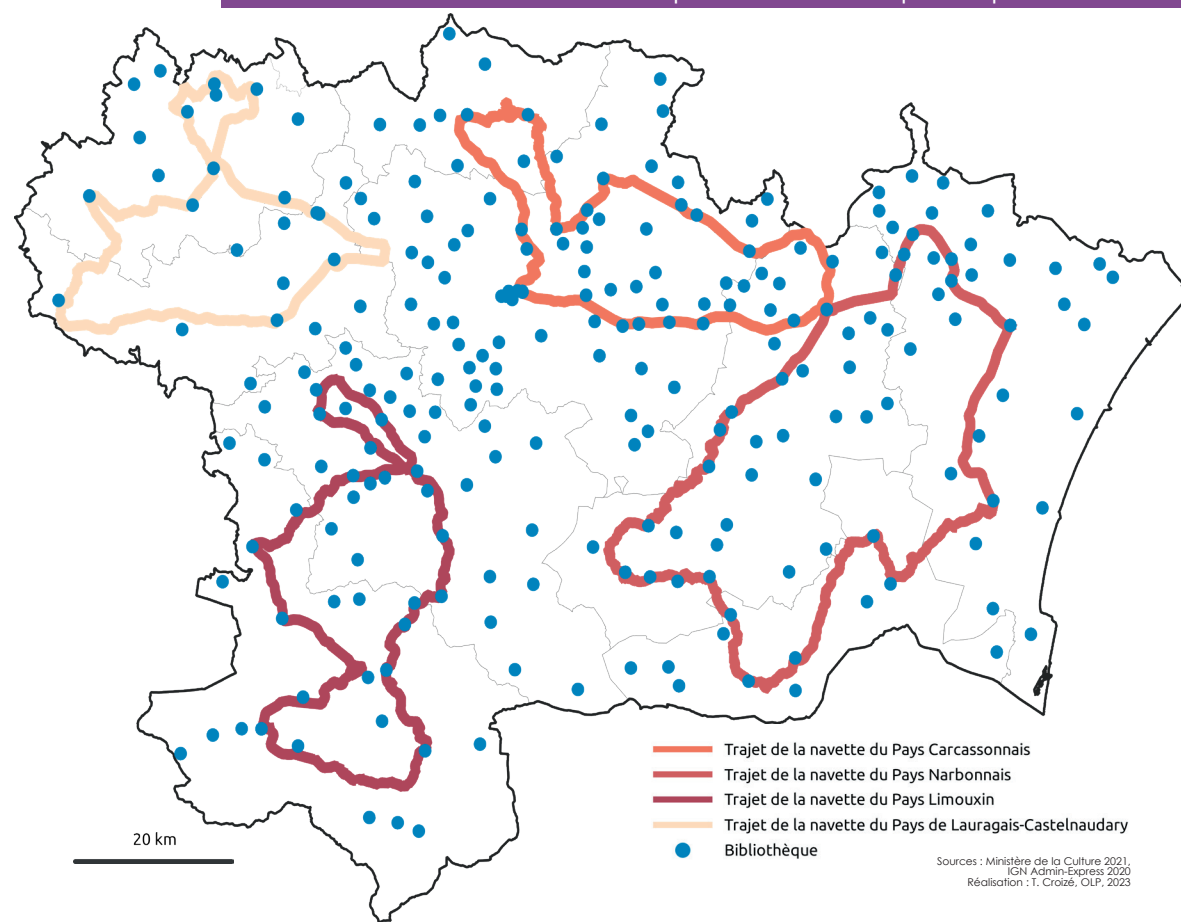 Trajet de la navette du Pays Carcassonnais
Trajet de la navette du Pays Narbonnais
Trajet de la navette du Pays Limouxin
Trajet de la navette du Pays de Lauragais-Castelnaudary
Bibliothèque
20 km
Sources : Ministère de la Culture 2021,
IGN Admin-Express 2020
Réalisation : T. Croizé, OLP, 2023